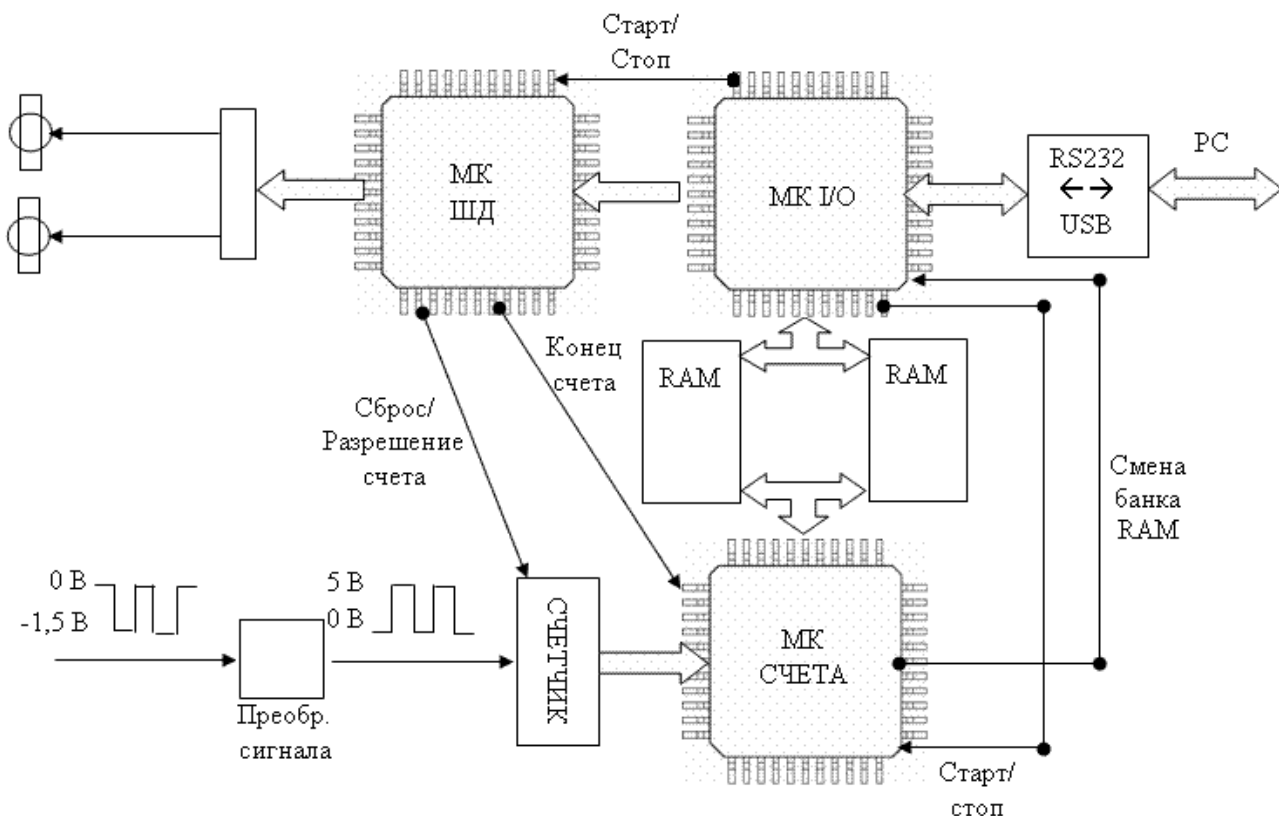 Старт/
Стоп
МК
ШД
МК I/O
RS232
USB
PC
Конец
счета
RAM
RAM
Сброс/
Разрешение
счета
Смена
банка
RAM
0 В
-1,5 В
5 В
0 В
СЧЕТЧИК
МК
СЧЕТА
Преобр.
сигнала
Старт/
стоп